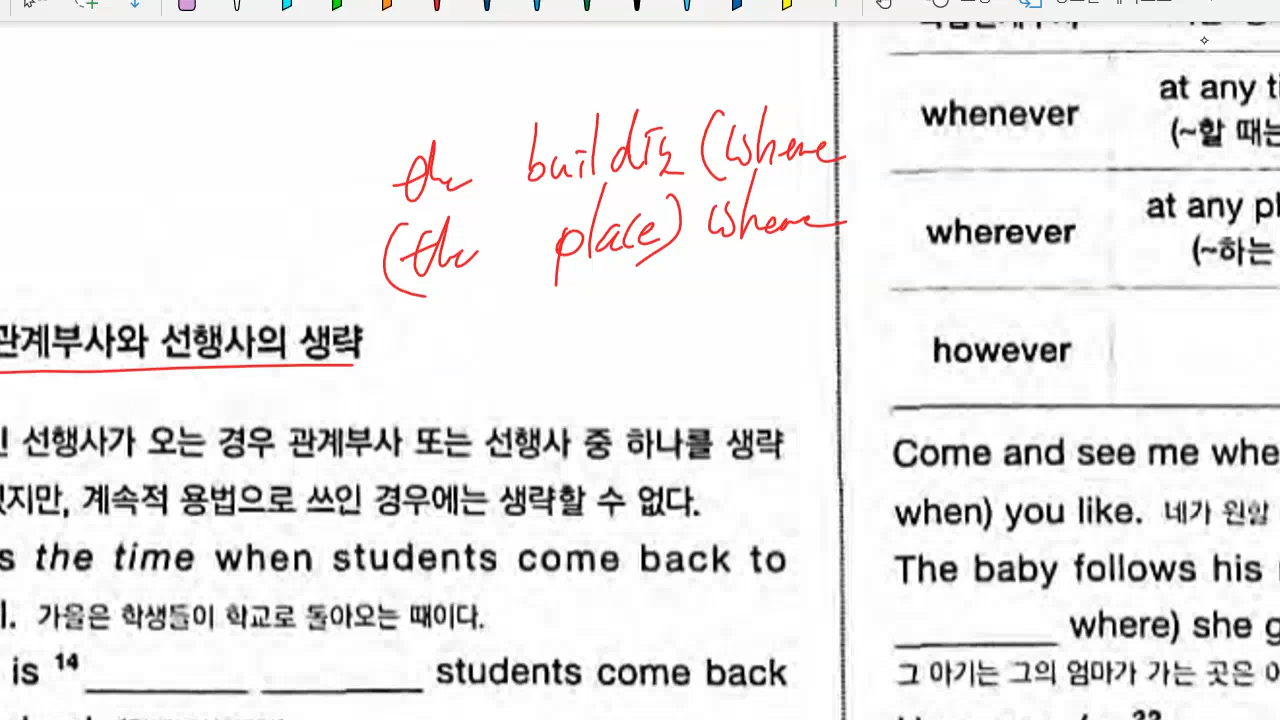 the building (where
(the place) where
관계부사와 선행사의 생략
선행사가 오는 경우 관계부사 또는 선행사 중 하나를 생략
계속적 용법으로 쓰인 경우에는 생략할 수 없다.
the time when students come back to
가을은 학생들이 학교로 돌아오는 때이다.
is 14 ________ ________ students come back
whenever
at any
(~할 때는
wherever
at any
(~하는
however
Come and see me
when) you like. 네가 원할
The baby follows his
________ where) she
그 아기는 그의 엄마가 가는 곳은
22